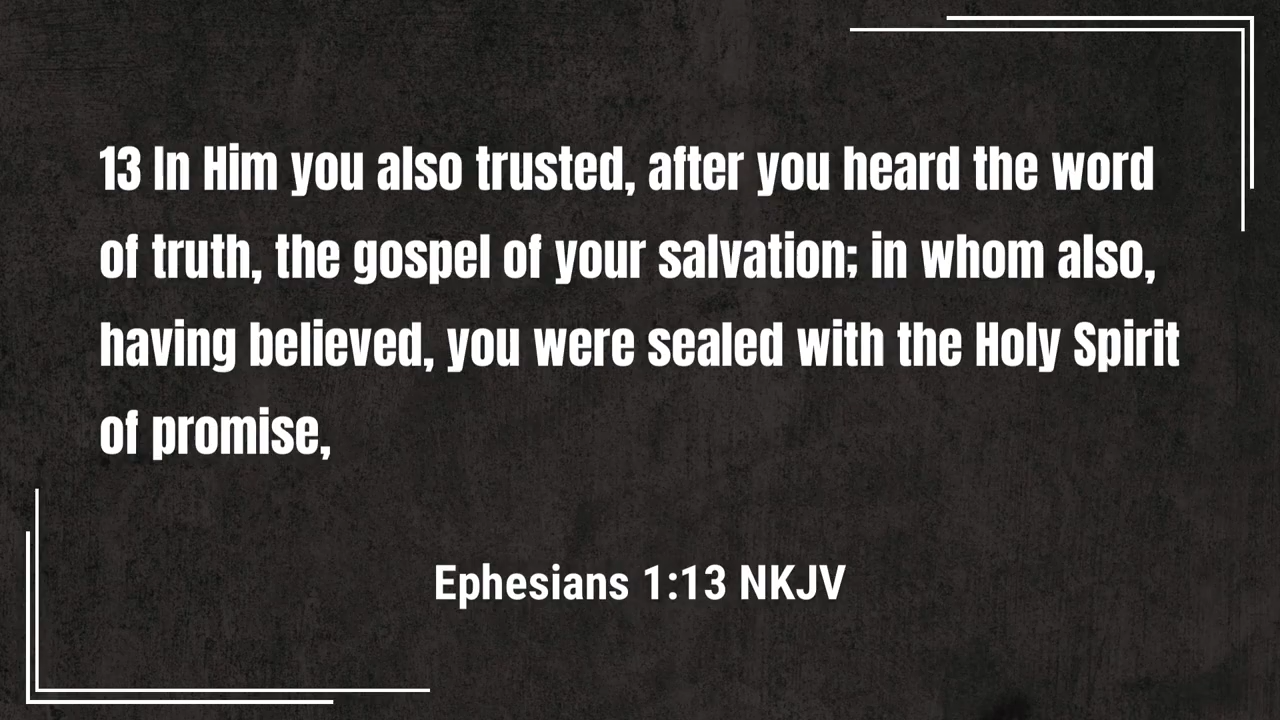 13 In Him you also trusted, after you heard the word
of truth, the gospel of your salvation; in whom also,
having believed, you were sealed with the Holy Spirit
of promise,
Ephesians 1:13 NKJV